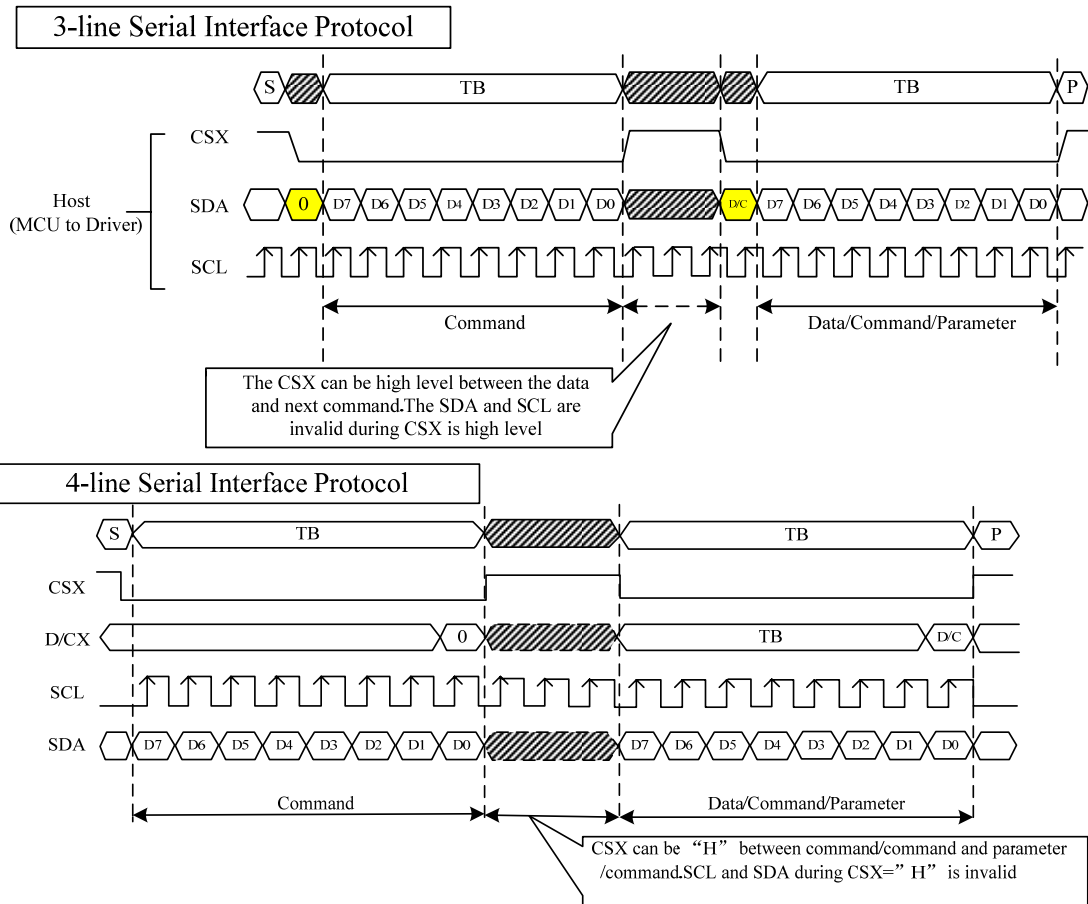 3-line Serial Interface Protocol
S TB TB P
CSX
Host
(MCU to Driver)
SDA 0 D7 D6 D5 D4 D3 D2 D1 D0 D/C D7 D6 D5 D4 D3 D2 D1 D0
SCL
Command Data/Command/Parameter
The CSX can be high level between the data
and next command.The SDA and SCL are
invalid during CSX is high level
4-line Serial Interface Protocol
S TB TB P
CSX
D/CX 0 TB D/C
SCL
SDA D7 D6 D5 D4 D3 D2 D1 D0 D7 D6 D5 D4 D3 D2 D1 D0
Command Data/Command/Parameter
CSX can be “H” between command/command and parameter
/command.SCL and SDA during CSX=”H” is invalid